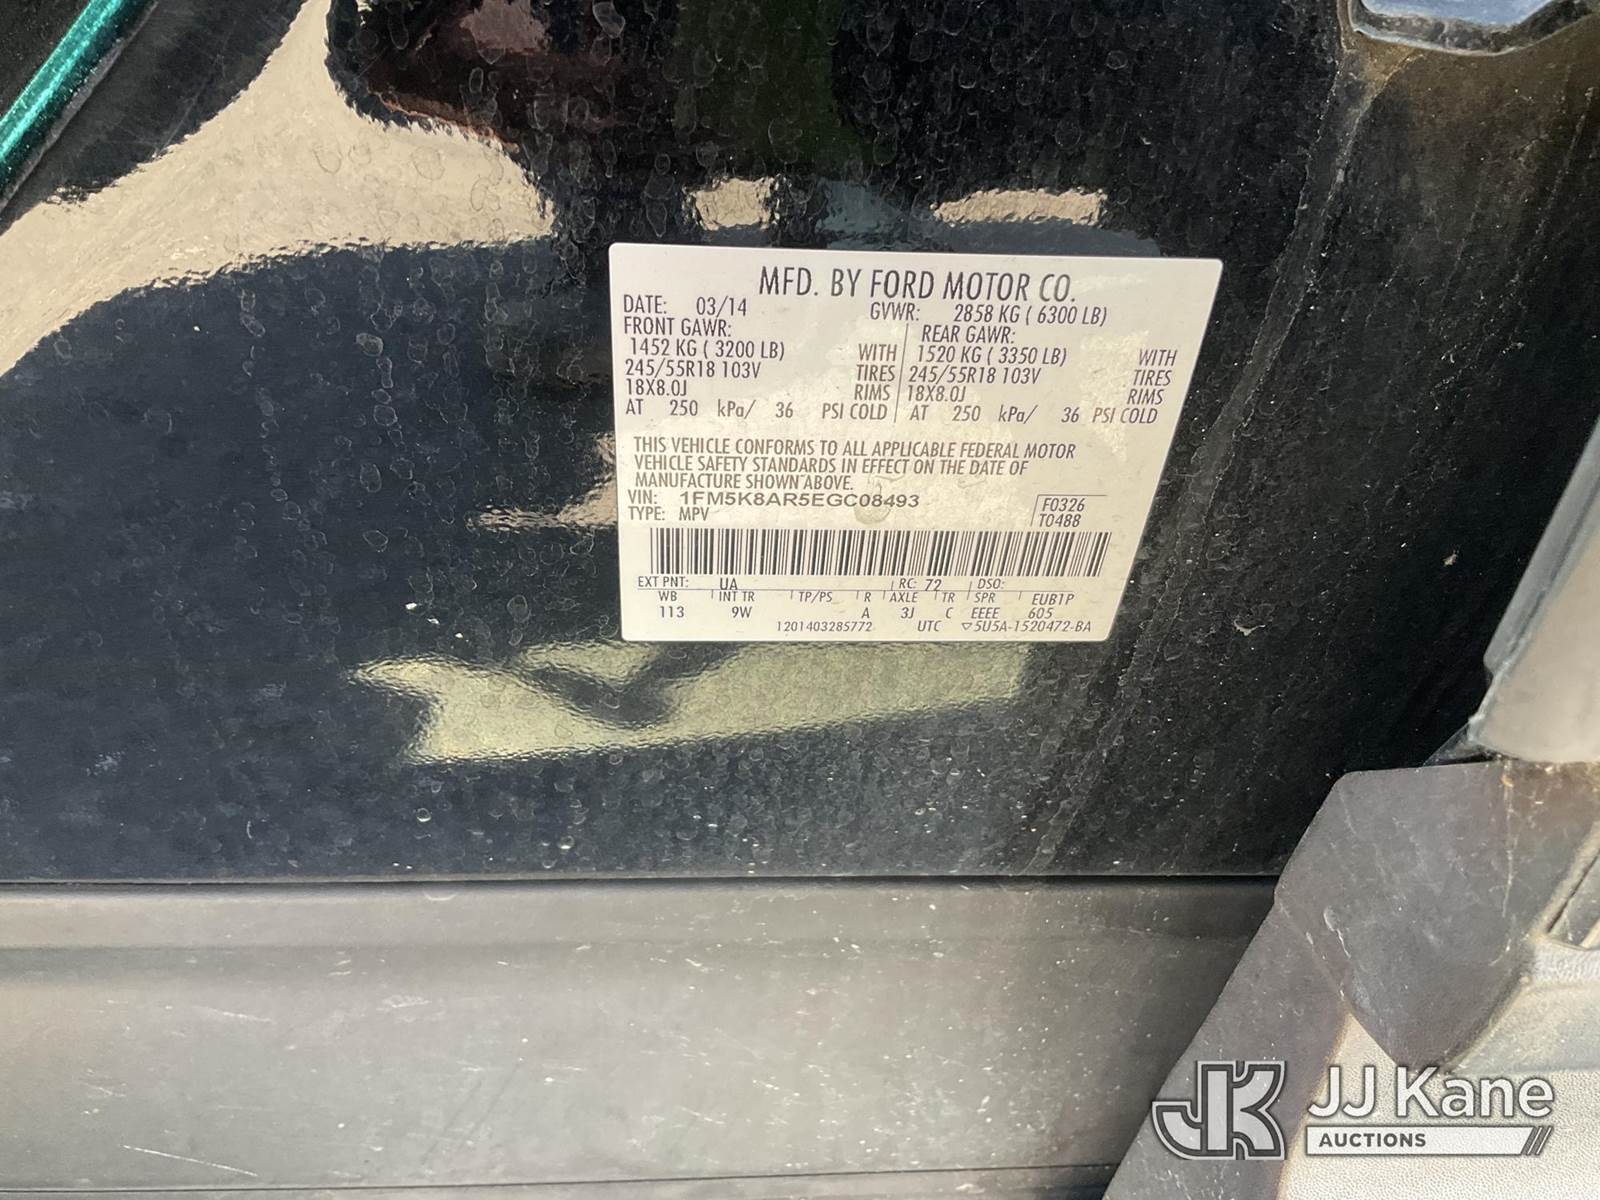 MFD. BY FORD MOTOR CO.
DATE: 03/14 GVWR: 2858 KG ( 6300 LB)
FRONT GAWR: REAR GAWR:
1452 KG ( 3200 LB) WITH 1520 KG ( 3350 LB) WITH
245/55R18 103V TIRES 245/55R18 103V TIRES
18X8.0J RIMS 18X8.0J RIMS
AT 250 kPa/ 36 PSI COLD AT 250 kPa/ 36 PSI COLD
THIS VEHICLE CONFORMS TO ALL APPLICABLE FEDERAL MOTOR
VEHICLE SAFETY STANDARDS IN EFFECT ON THE DATE OF
MANUFACTURE SHOWN ABOVE.
VIN: 1FM5K8AR5EGC08493 F0326
TYPE: MPV T0488
EXT PNT: UA RC: 72 DSO:
WB INT TR TP/PS R AXLE TR SPR EUB1P
113 9W A 3J C EEEE 605
1201403285772 UTC ▽5U5A-1520472-BA
JK JJ Kane
AUCTIONS